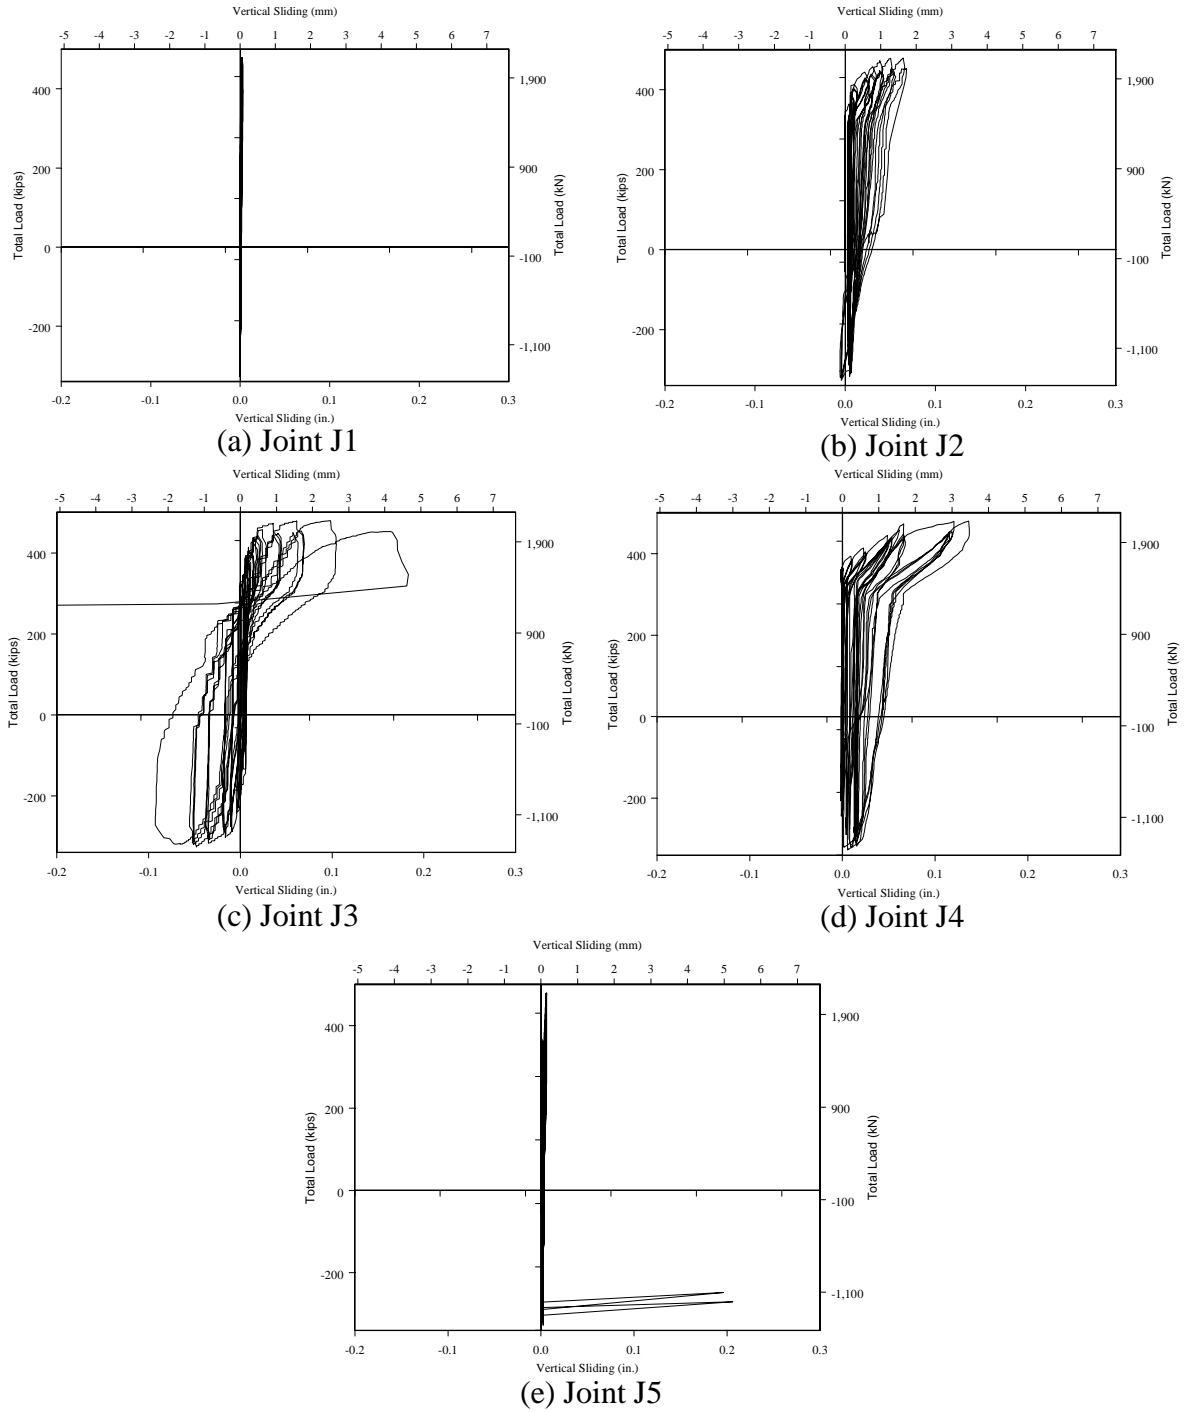 Vertical Sliding (mm)
-5 -4 -3 -2 -1 0 1 2 3 4 5 6 7
400
200
0
-200
Total Load (kips)
1,900
900
-100
-1,100
Total Load (kN)
-0.2 -0.1 0.0 0.1 0.2 0.3
Vertical Sliding (in.)
(a) Joint J1
Vertical Sliding (mm)
-5 -4 -3 -2 -1 0 1 2 3 4 5 6 7
400
200
0
-200
Total Load (kips)
1,900
900
-100
-1,100
Total Load (kN)
-0.2 -0.1 0.0 0.1 0.2 0.3
Vertical Sliding (in.)
(b) Joint J2
Vertical Sliding (mm)
-5 -4 -3 -2 -1 0 1 2 3 4 5 6 7
400
200
0
-200
Total Load (kips)
1,900
900
-100
-1,100
Total Load (kN)
-0.2 -0.1 0.0 0.1 0.2 0.3
Vertical Sliding (in.)
(c) Joint J3
Vertical Sliding (mm)
-5 -4 -3 -2 -1 0 1 2 3 4 5 6 7
400
200
0
-200
Total Load (kips)
1,900
900
-100
-1,100
Total Load (kN)
-0.2 -0.1 0.0 0.1 0.2 0.3
Vertical Sliding (in.)
(d) Joint J4
Vertical Sliding (mm)
-5 -4 -3 -2 -1 0 1 2 3 4 5 6 7
400
200
0
-200
Total Load (kips)
1,900
900
-100
-1,100
Total Load (kN)
-0.2 -0.1 0.0 0.1 0.2 0.3
Vertical Sliding (in.)
(e) Joint J5